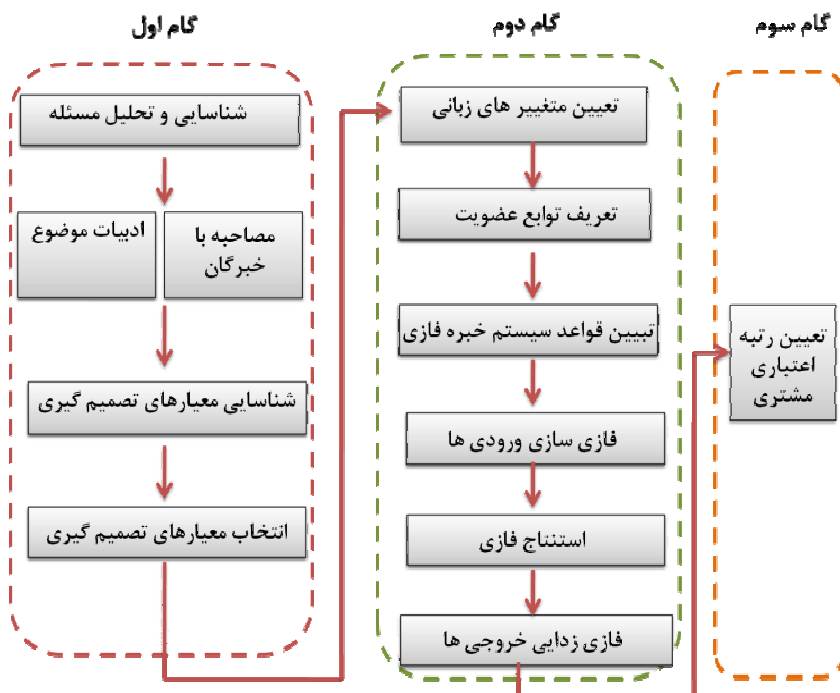 گام اول
شناسایی و تحلیل مسئله
مصاحبه با
خبرگان
ادبیات موضوع
شناسایی معیارهای تصمیم گیری
انتخاب معیارهای تصمیم گیری
گام دوم
تعیین متغییر های زبانی
تعریف توابع عضویت
تبیین قواعد سیستم خبره فازی
فازی سازی ورودی ها
استنتاج فازی
فازی زدایی خروجی ها
گام سوم
تعیین رتبه
اعتباری
مشتری